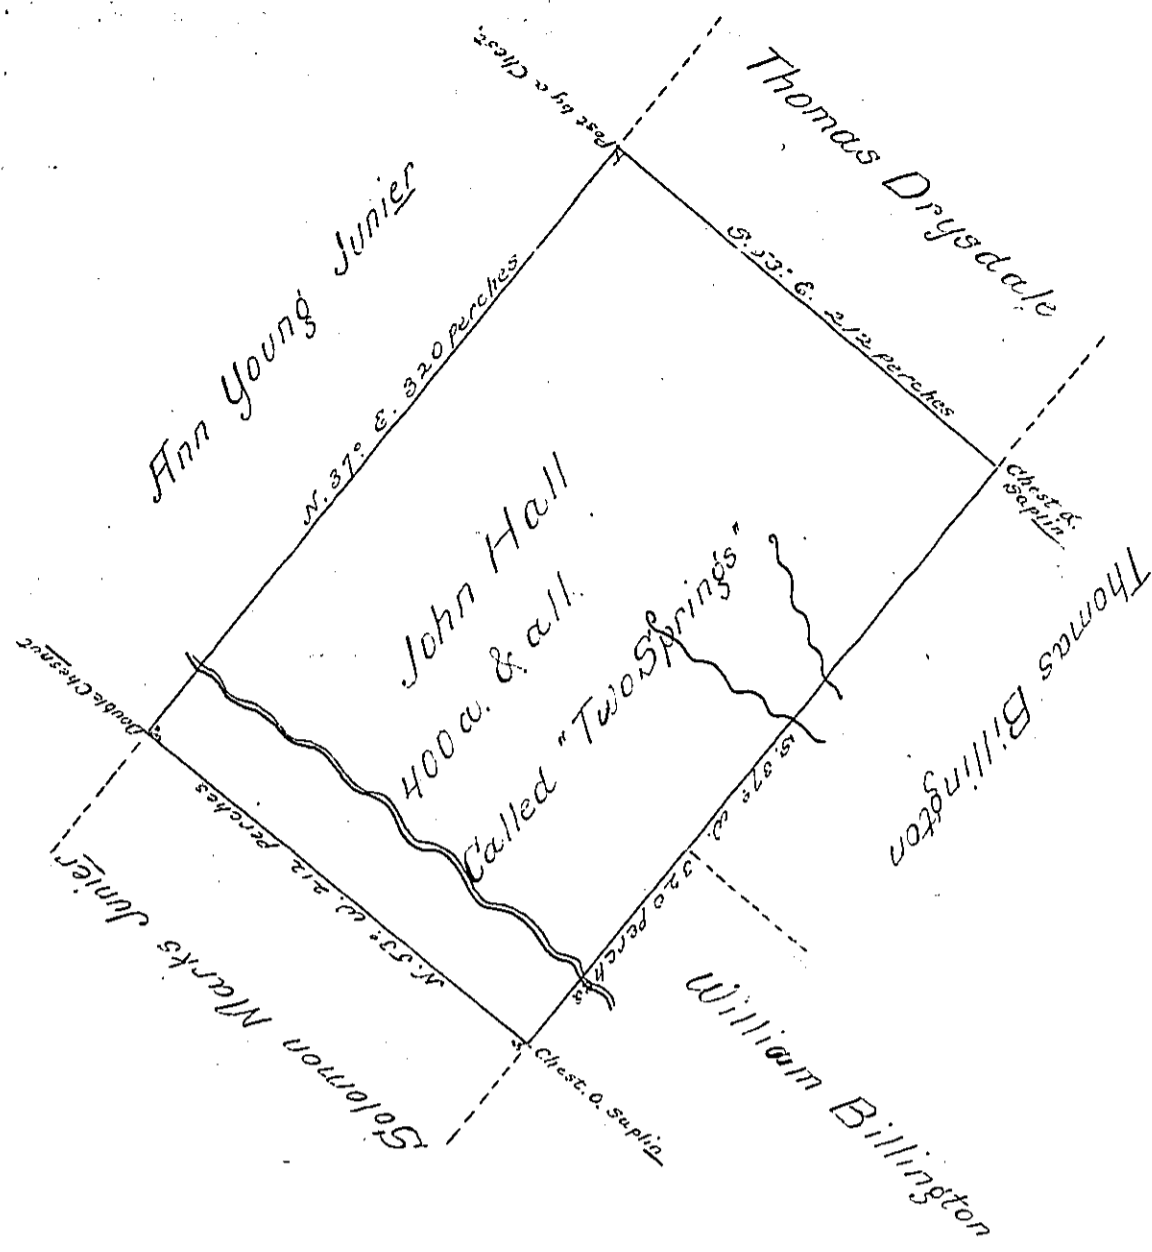 Post by a Chest.
Thomas Drysdale
S. 53° E. 212 perches
Ann Young Junier
N. 37° E. 320 perches
Chest. o.
Saplin
John Hall
400 a. & all.
Called "Two Springs"
Thomas Billington
Double Chesnut
S. 37° W. 320 perches
N. 53° W. 212 perches
Solomon Marks Junier
Chest. o. Saplin
William Billington